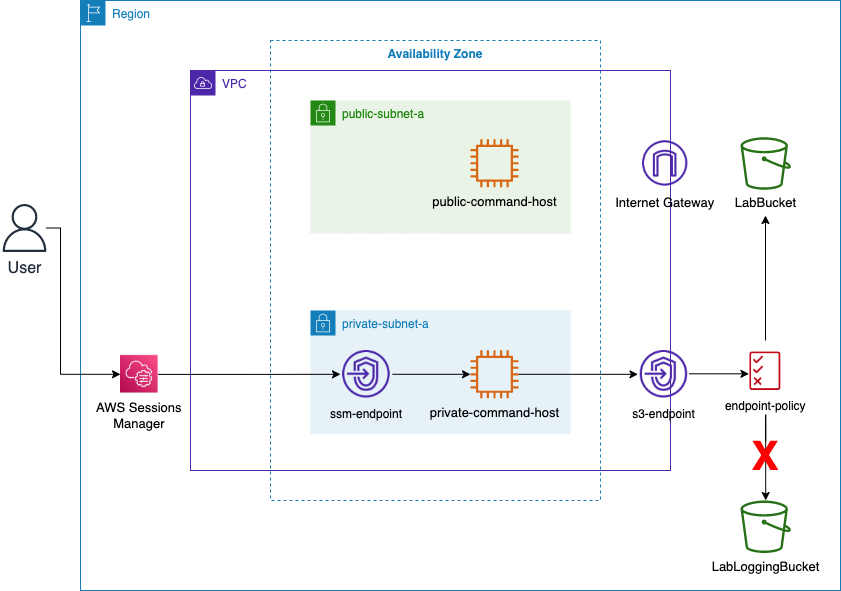 Region
Availability Zone
VPC
public-subnet-a
public-command-host
Internet Gateway
LabBucket
User
private-subnet-a
AWS Sessions
Manager
ssm-endpoint
private-command-host
s3-endpoint
endpoint-policy
LabLoggingBucket